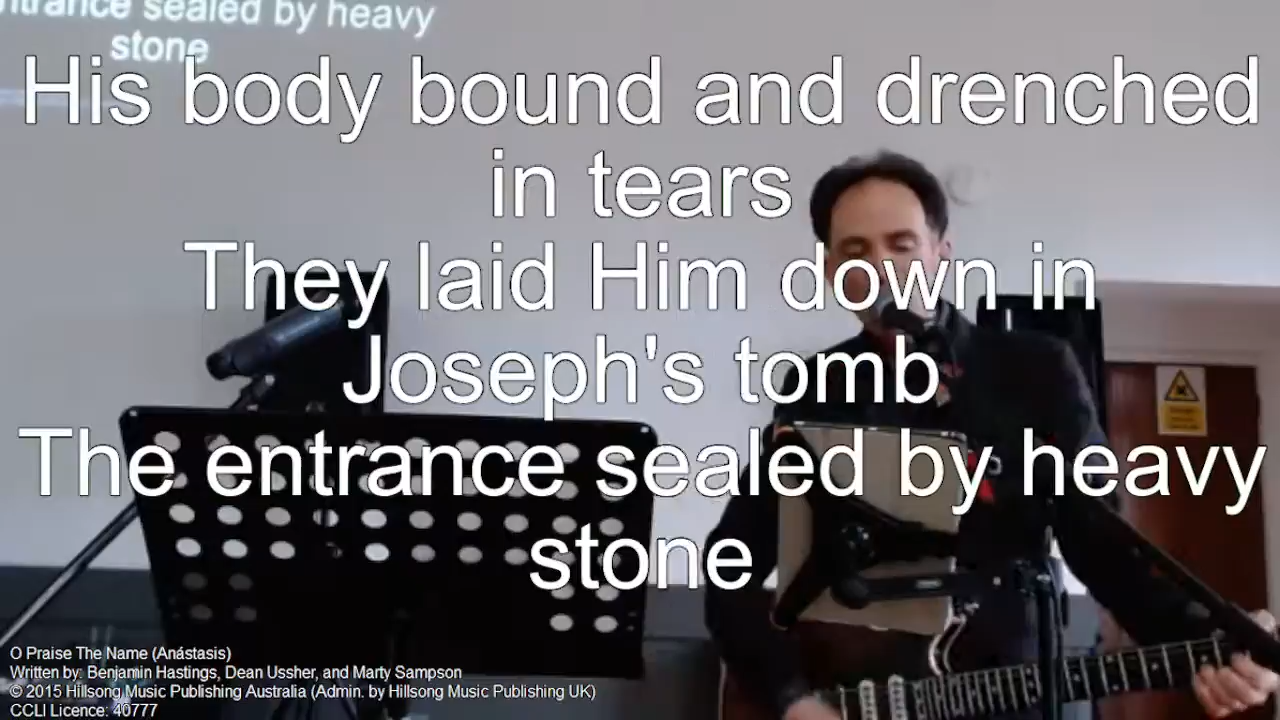 ntrance sealed by heavy
stone
His body bound and drenched
in tears
They laid Him down in
Joseph's tomb
The entrance sealed by heavy
stone
O Praise The Name (Anástasis)
Written by: Benjamin Hastings, Dean Ussher, and Marty Sampson
© 2015 Hillsong Music Publishing Australia (Admin. by Hillsong Music Publishing UK)
CCLI Licence: 40777